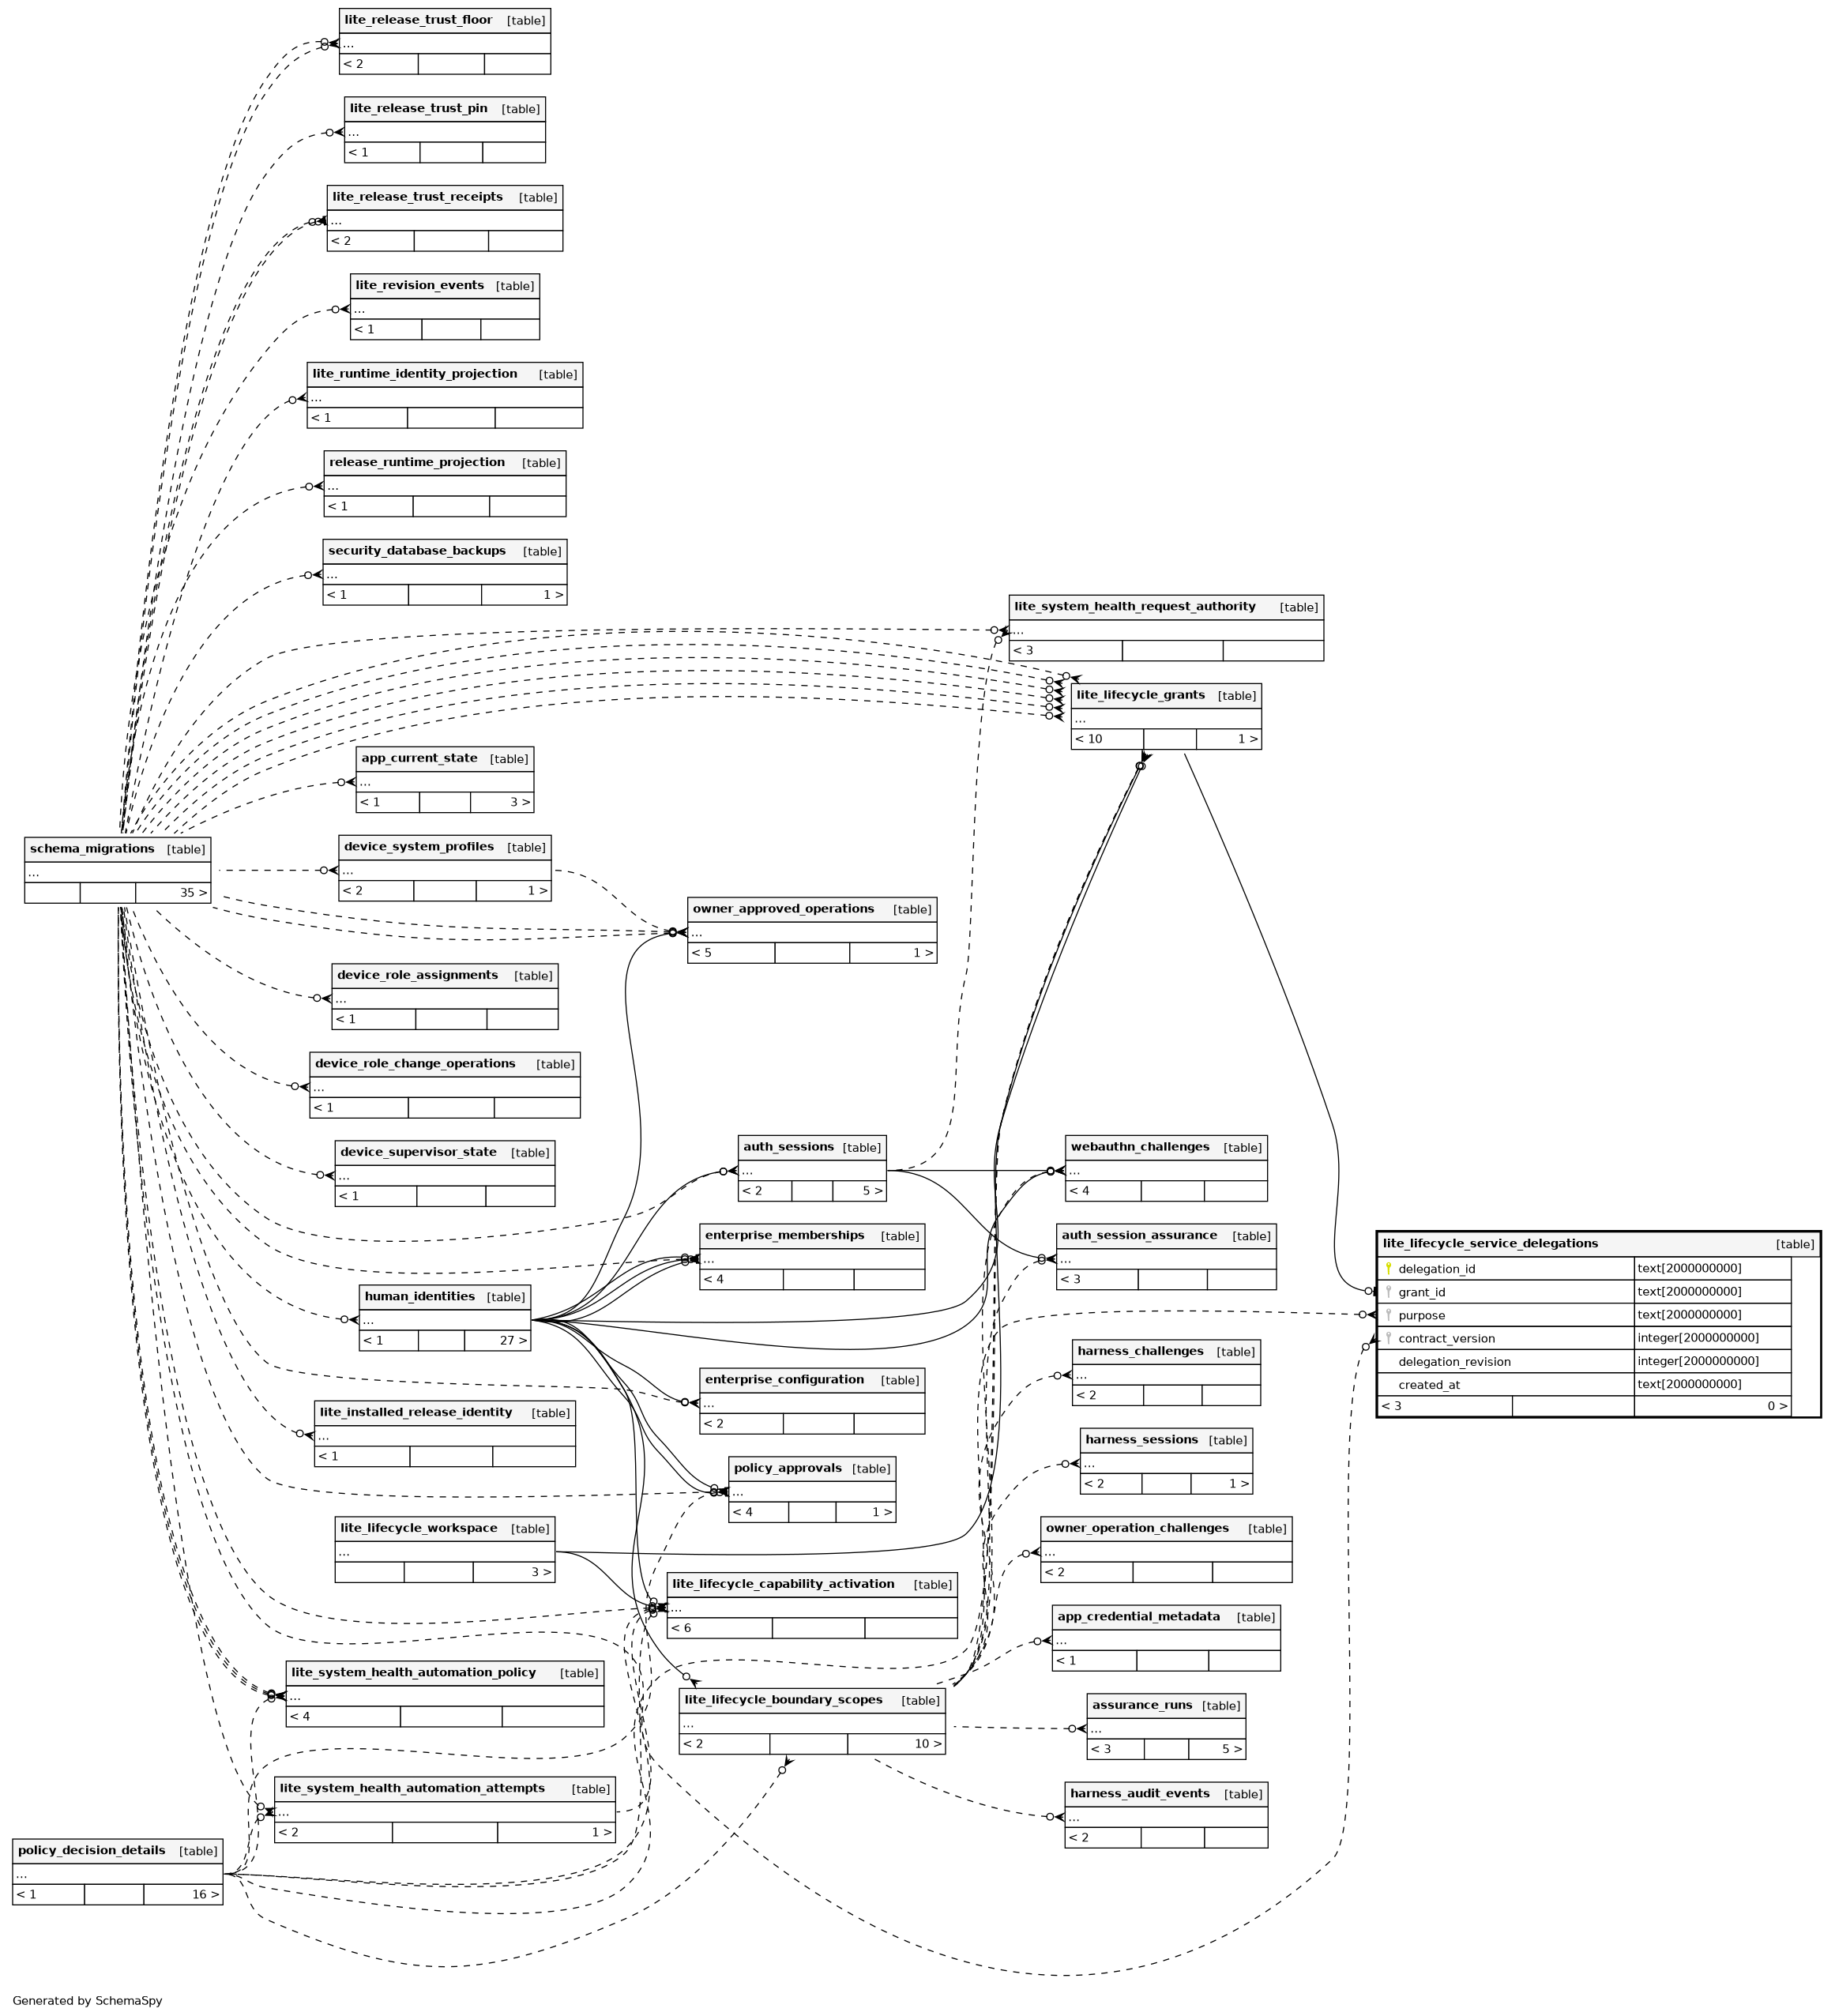 lite_release_trust_floor [table]
...
< 2
lite_release_trust_pin [table]
...
< 1
lite_release_trust_receipts [table]
...
< 2
lite_revision_events [table]
...
< 1
lite_runtime_identity_projection [table]
...
< 1
release_runtime_projection [table]
...
< 1
security_database_backups [table]
...
< 1 1 >
lite_system_health_request_authority [table]
...
< 3
lite_lifecycle_grants [table]
...
< 10 1 >
app_current_state [table]
...
< 1 3 >
schema_migrations [table]
...
35 >
device_system_profiles [table]
...
< 2 1 >
owner_approved_operations [table]
...
< 5 1 >
device_role_assignments [table]
...
< 1
device_role_change_operations [table]
...
< 1
device_supervisor_state [table]
...
< 1
auth_sessions [table]
...
< 2 5 >
webauthn_challenges [table]
...
< 4
enterprise_memberships [table]
...
< 4
auth_session_assurance [table]
...
< 3
lite_lifecycle_service_delegations [table]
delegation_id text[2000000000]
grant_id text[2000000000]
purpose text[2000000000]
contract_version integer[2000000000]
delegation_revision integer[2000000000]
created_at text[2000000000]
< 3 0 >
human_identities [table]
...
< 1 27 >
harness_challenges [table]
...
< 2
enterprise_configuration [table]
...
< 2
lite_installed_release_identity [table]
...
< 1
harness_sessions [table]
...
< 2 1 >
policy_approvals [table]
...
< 4 1 >
lite_lifecycle_workspace [table]
...
3 >
owner_operation_challenges [table]
...
< 2
lite_lifecycle_capability_activation [table]
...
< 6
app_credential_metadata [table]
...
< 1
lite_system_health_automation_policy [table]
...
< 4
lite_lifecycle_boundary_scopes [table]
...
< 2 10 >
assurance_runs [table]
...
< 3 5 >
lite_system_health_automation_attempts [table]
...
< 2 1 >
harness_audit_events [table]
...
< 2
policy_decision_details [table]
...
< 1 16 >
Generated by SchemaSpy